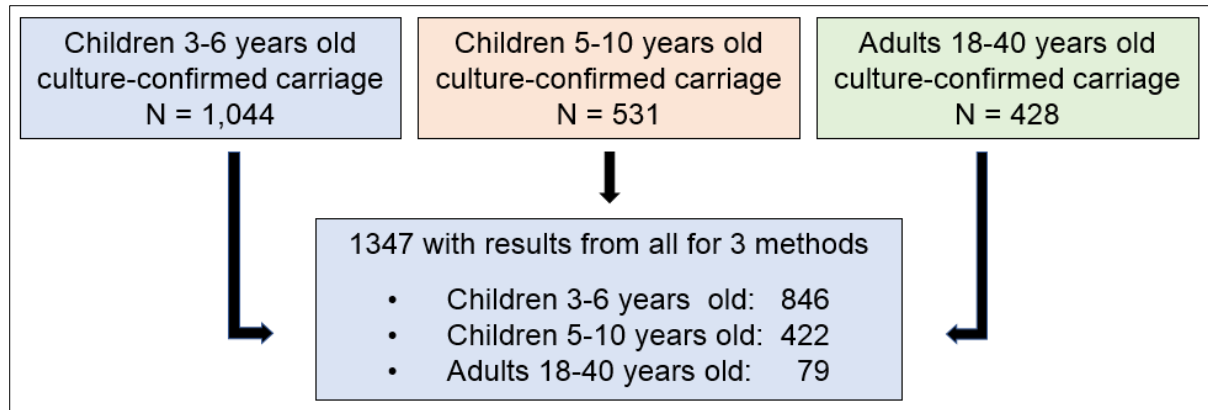 Children 3-6 years old
culture-confirmed carriage
N = 1,044
Children 5-10 years old
culture-confirmed carriage
N = 531
Adults 18-40 years old
culture-confirmed carriage
N = 428
1347 with results from all for 3 methods
• Children 3-6 years old: 846
• Children 5-10 years old: 422
• Adults 18-40 years old: 79